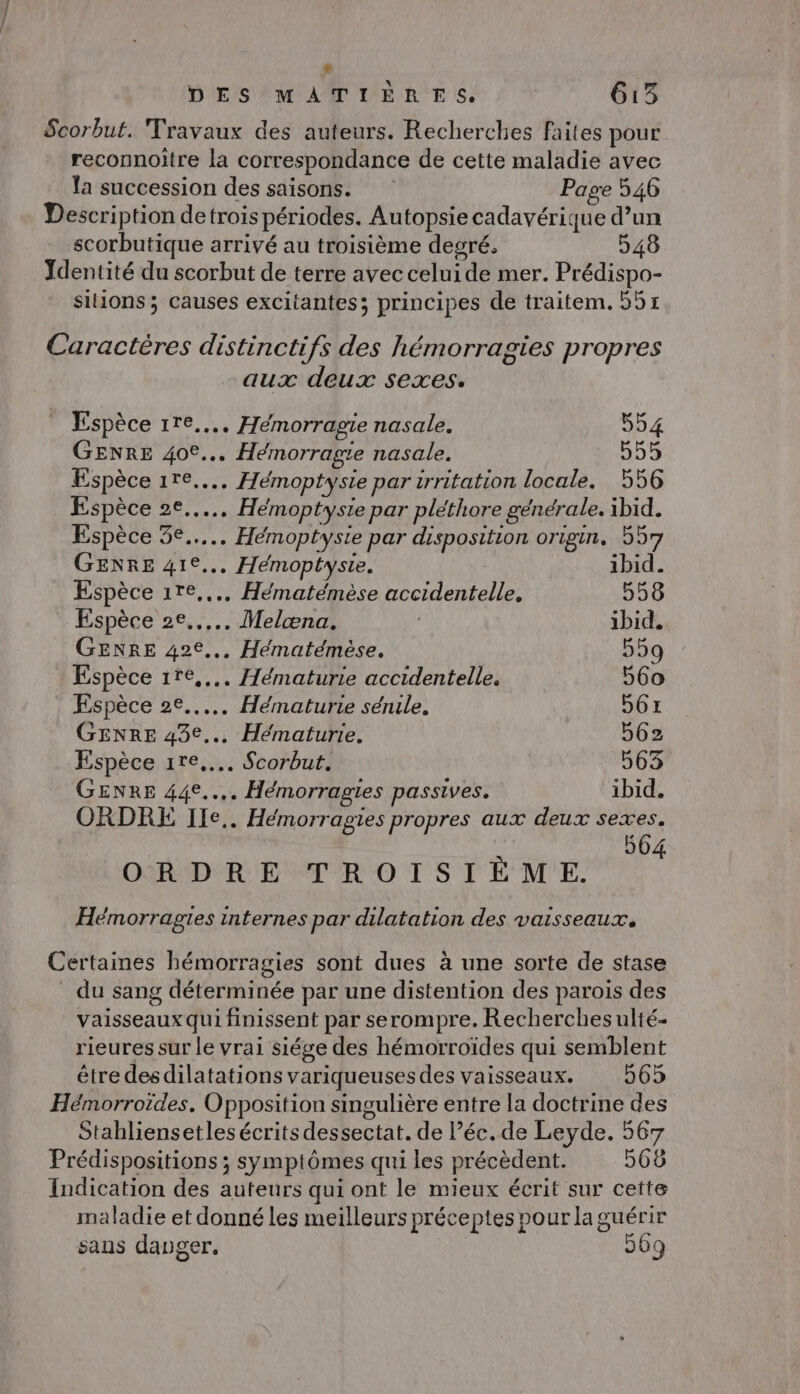 DES MATIÈRES. 613
Scorbut. Travaux des auteurs. Recherches faites pour
reconnoître la correspondance de cette maladie avec
la succession des saisons. Page 546
Description de trois périodes. Autopsie cadavérique d'un
scorbutique arrivé au troisième degré. 548
Identité du scorbut de terre avec celui de mer. Prédispo-
sitions; causes excitantes; principes de traitem. 551
Caractères distinctifs des hémorragies propres
aux deux sexes.
Espèce 1re.... Hémorragie nasale. 554
GENRE 40e... Hémorragie nasale. 555
Espèce 1re.... Hémoptysie par irritation locale. 556
Espèce 2e..... Hémoptysie par pléthore générale. ibid.
Espèce 3e..... Hémoptysie par disposition origin. 557
GENRE 41e... Hémoptysie. ibid.
Espèce 1re.... Hématémèse accidentelle. 558
Espèce 2e..... Melœna. ibid.
GENRE 42e... Hématémèse. 559
Espèce 1re.... Hématurie accidentelle. 560
Espèce 2e..... Hématurie sénile. 561
GENRE 43e... Hématurie. 562
Espèce 1re.... Scorbut. 563
GENRE 44e.... Hémorragies passives. ibid.
ORDRE IIe.. Hémorragies propres aux deux sexes.
564
ORDRE TROISIÈME.
Hémorragies internes par dilatation des vaisseaux.
Certaines hémorragies sont dues à une sorte de stase
du sang déterminée par une distention des parois des
vaisseaux qui finissent par se rompre. Recherches ulté-
rieures sur le vrai siége des hémorroïdes qui semblent
être des dilatations variqueuses des vaisseaux. 565
Hémorroïdes. Opposition singulière entre la doctrine des
Stahliens et les écrits des sectat. de l'éc. de Leyde. 567
Prédispositions; symptômes qui les précèdent. 568
Indication des auteurs qui ont le mieux écrit sur cette
maladie et donné les meilleurs préceptes pour la guérir
sans danger. 569